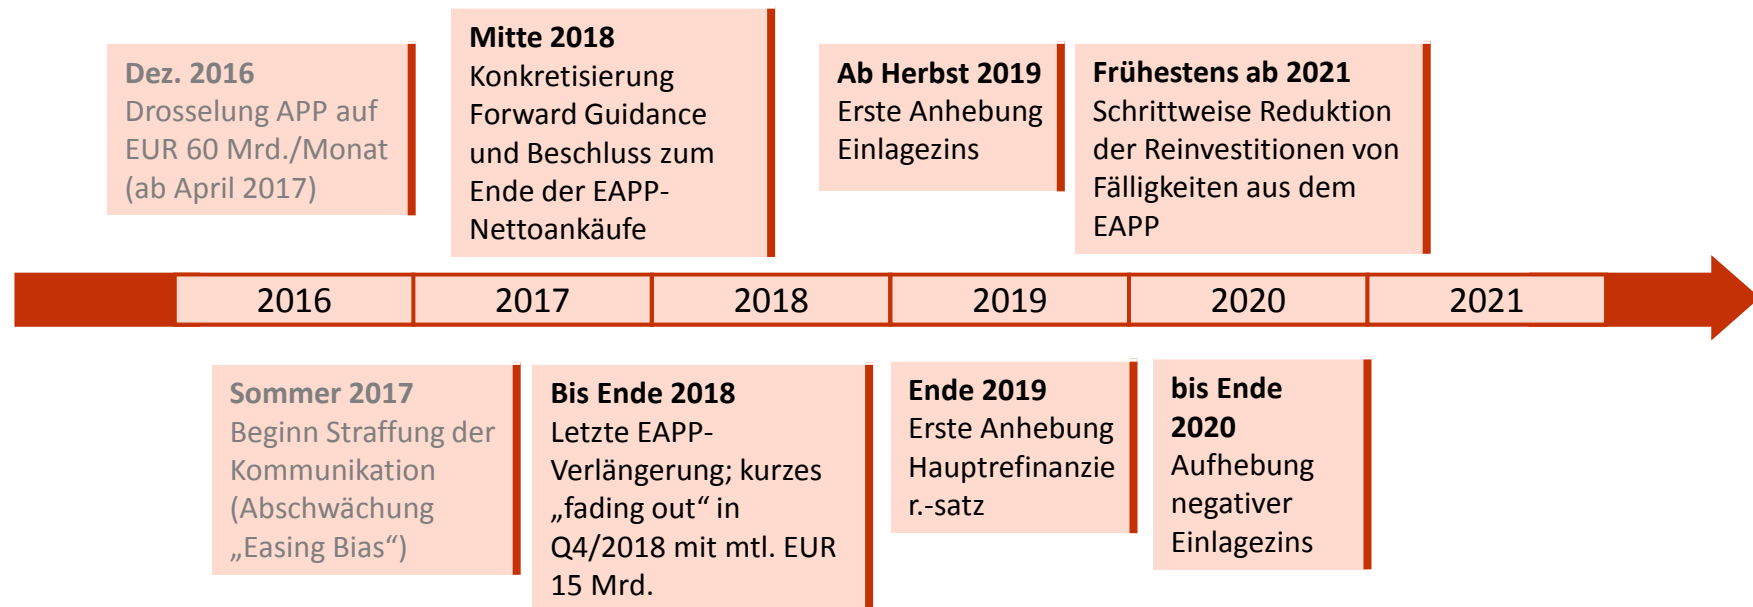 Dez. 2016
Drosselung APP auf
EUR 60 Mrd./Monat
(ab April 2017)
Mitte 2018
Konkretisierung
Forward Guidance
und Beschluss zum
Ende der EAPP-
Nettoankäufe
Ab Herbst 2019
Erste Anhebung
Einlagezins
Frühestens ab 2021
Schrittweise Reduktion
der Reinvestitionen von
Fälligkeiten aus dem
EAPP
2016 2017 2018 2019 2020 2021
Sommer 2017
Beginn Straffung der
Kommunikation
(Abschwächung
„Easing Bias“)
Bis Ende 2018
Letzte EAPP-
Verlängerung; kurzes
„fading out“ in
Q4/2018 mit mtl. EUR
15 Mrd.
Ende 2019
Erste Anhebung
Hauptrefinanzie
r.-satz
bis Ende
2020
Aufhebung
negativer
Einlagezins